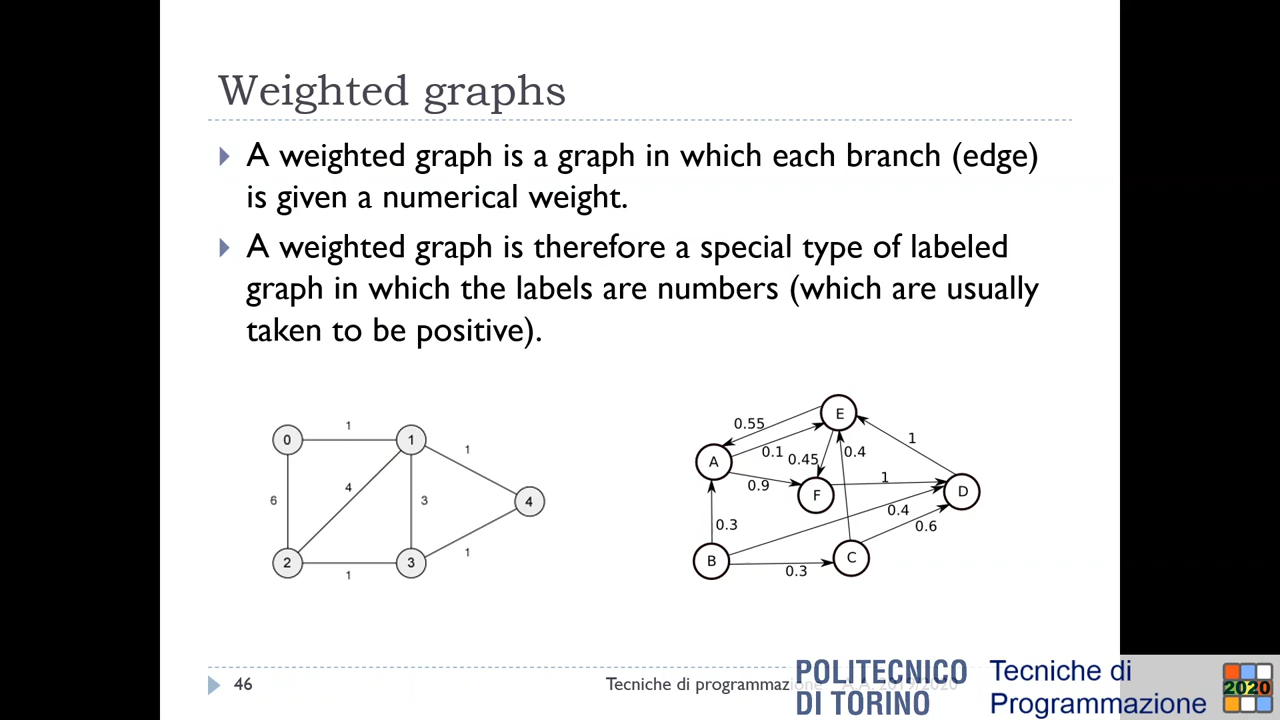 Weighted graphs
A weighted graph is a graph in which each branch (edge)
is given a numerical weight.
A weighted graph is therefore a special type of labeled
graph in which the labels are numbers (which are usually
taken to be positive).
0
1
1
6
4
3
1
4
2
1
3
1
E
0.55
A
0.1
0.45
0.4
1
0.9
F
1
D
0.4
0.3
0.6
B
0.3
C
46
Tecniche di programmazione A.A. 2019/2020
POLITECNICO
DI TORINO
Tecniche di
Programmazione
2020